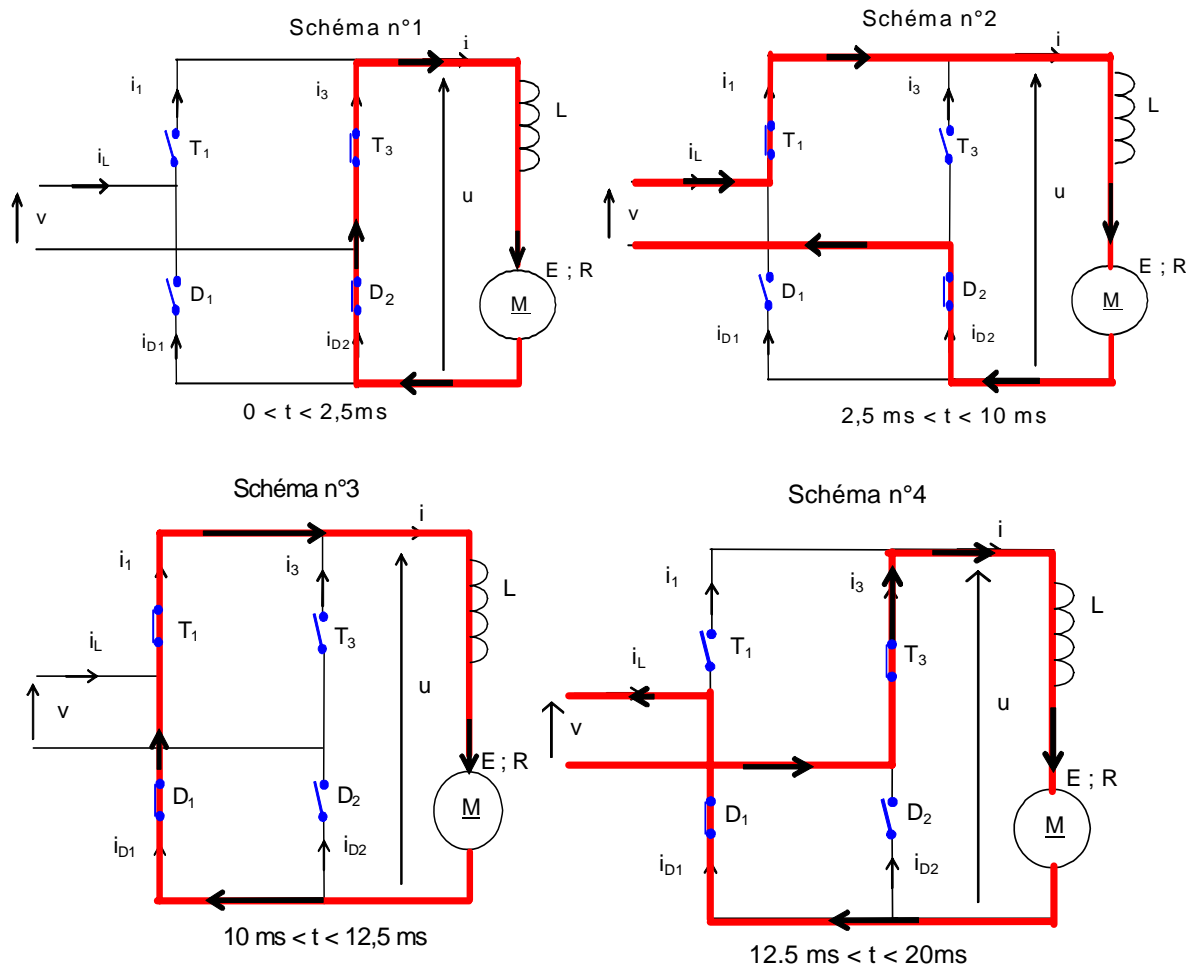 Schéma n°1
i
i1
i3
L
T1
T3
iL
u
v
E ; R
D1
D2
M
iD1
iD2
0 < t < 2,5ms
Schéma n°2
i
i1
i3
L
T1
T3
iL
u
v
E ; R
D1
D2
M
iD1
iD2
2,5 ms < t < 10 ms
Schéma n°3
i
i1
i3
L
T1
T3
iL
u
v
E ; R
D1
D2
M
iD1
iD2
10 ms < t < 12,5 ms
Schéma n°4
i
i1
i3
L
T1
T3
iL
u
v
E ; R
D1
D2
M
iD1
iD2
12.5 ms < t < 20ms